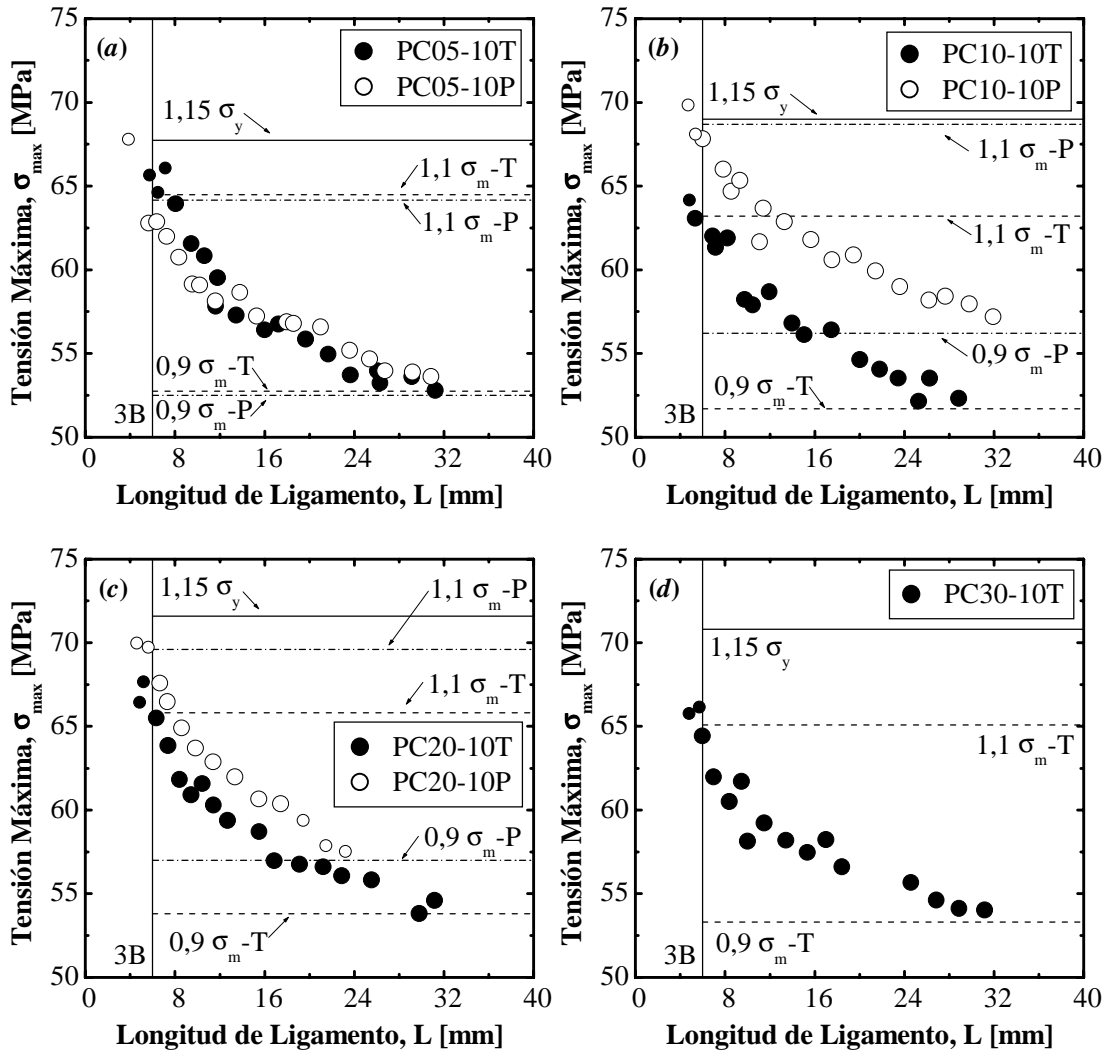 (a)
PC05-10T
PC05-10P
1,15 σy
1,1 σm-T
1,1 σm-P
0,9 σm-T
0,9 σm-P
3B
75
70
65
60
55
50
0 8 16 24 32 40
Tensión Máxima, σmax [MPa]
Longitud de Ligamento, L [mm]
(b)
PC10-10T
PC10-10P
1,15 σy
1,1 σm-P
1,1 σm-T
0,9 σm-P
0,9 σm-T
3B
75
70
65
60
55
50
0 8 16 24 32 40
Tensión Máxima, σmax [MPa]
Longitud de Ligamento, L [mm]
(c)
1,15 σy
1,1 σm-P
1,1 σm-T
PC20-10T
PC20-10P
0,9 σm-P
0,9 σm-T
3B
75
70
65
60
55
50
0 8 16 24 32 40
Tensión Máxima, σmax [MPa]
Longitud de Ligamento, L [mm]
(d)
PC30-10T
1,15 σy
1,1 σm-T
0,9 σm-T
3B
75
70
65
60
55
50
0 8 16 24 32 40
Tensión Máxima, σmax [MPa]
Longitud de Ligamento, L [mm]